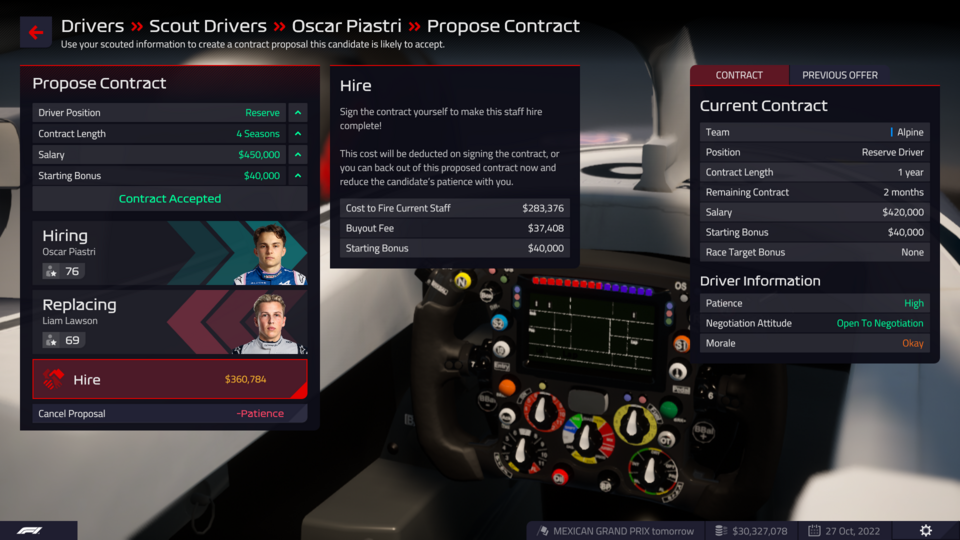 Drivers » Scout Drivers » Oscar Piastri » Propose Contract
Use your scouted information to create a contract proposal this candidate is likely to accept.
Propose Contract
Driver Position Reserve
Contract Length 4 Seasons
Salary $450,000
Starting Bonus $40,000
Contract Accepted
Hiring
Oscar Piastri
76
Replacing
Liam Lawson
69
Hire $360,784
Cancel Proposal -Patience
Hire
Sign the contract yourself to make this staff hire
complete!
This cost will be deducted on signing the contract, or
you can back out of this proposed contract now and
reduce the candidate's patience with you.
Cost to Fire Current Staff $283,376
Buyout Fee $37,408
Starting Bonus $40,000
CONTRACT PREVIOUS OFFER
Current Contract
Team Alpine
Position Reserve Driver
Contract Length 1 year
Remaining Contract 2 months
Salary $420,000
Starting Bonus $40,000
Race Target Bonus None
Driver Information
Patience High
Negotiation Attitude Open To Negotiation
Morale Okay
N
OS
S2
S1
6
7
BBal
OT
MEXICAN GRAND PRIX tomorrow
$30,327,078
27 Oct, 2022